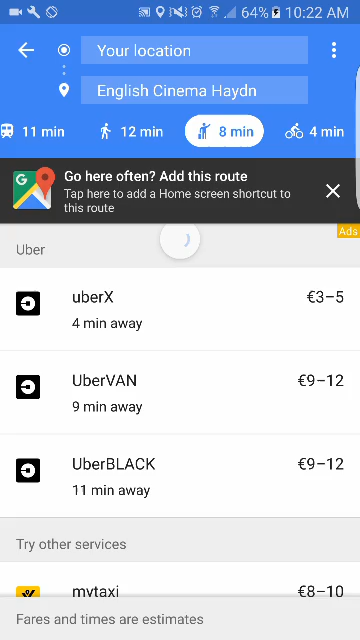 64% 10:22 AM
Your location
English Cinema Haydn
11 min 12 min 8 min 4 min
G
Go here often? Add this route
Tap here to add a Home screen shortcut to
this route
Ads
Uber
uberX €3–5
4 min away
UberVAN €9–12
9 min away
UberBLACK €9–12
11 min away
Try other services
mytaxi €8–10
Fares and times are estimates